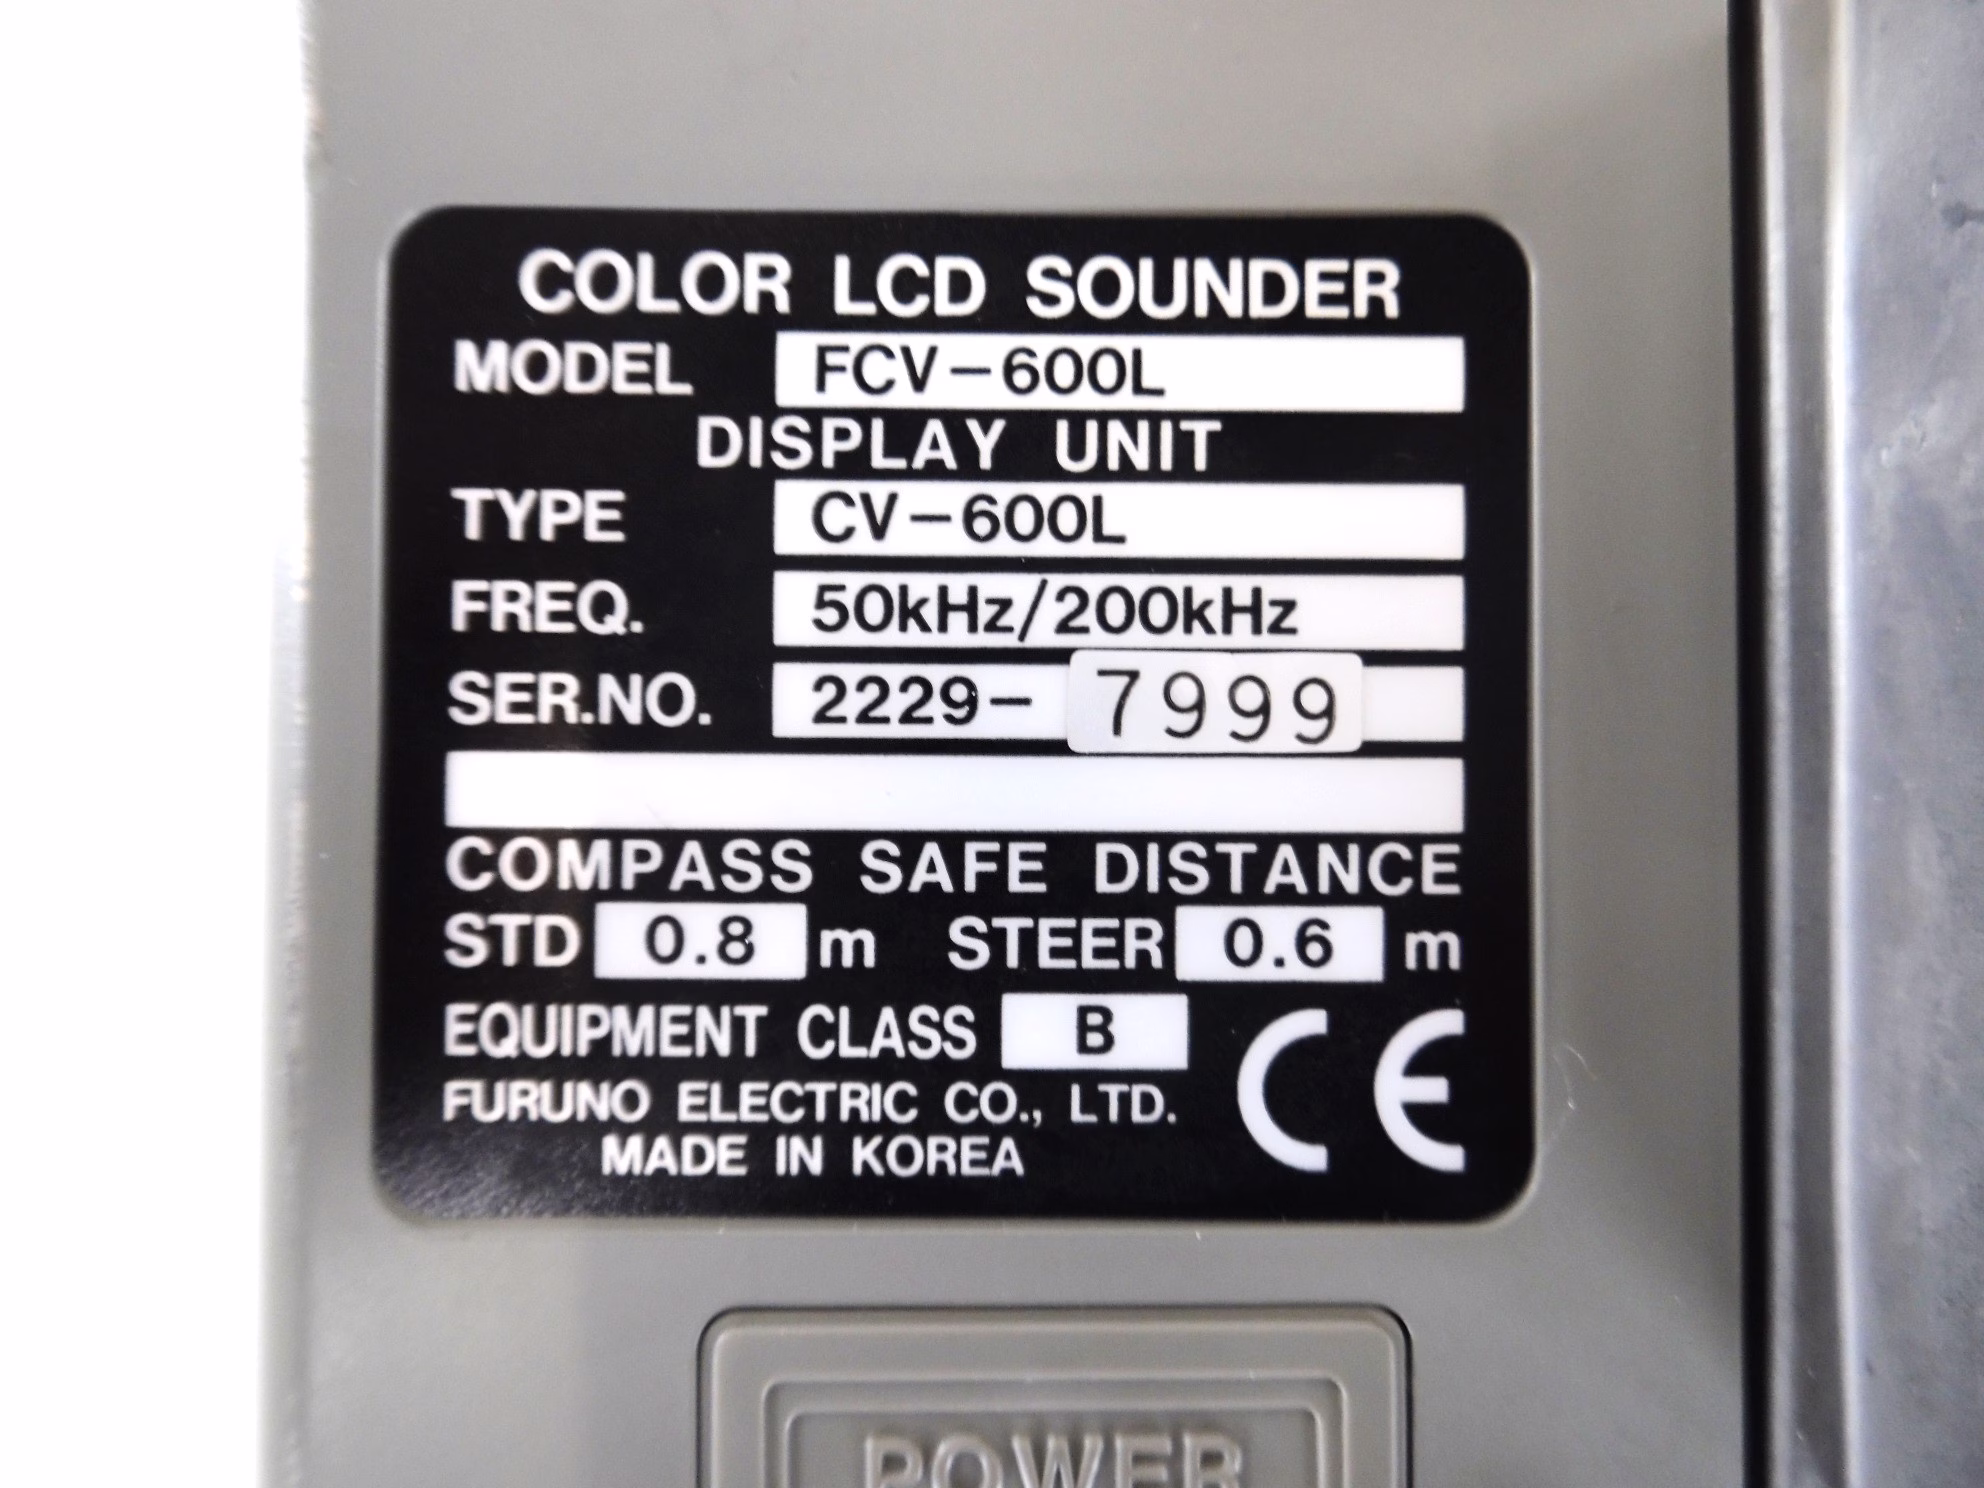 COLOR LCD SOUNDER
MODEL FCV-600L
DISPLAY UNIT
TYPE CV-600L
FREQ. 50kHz/200kHz
SER.NO. 2229- 7999
COMPASS SAFE DISTANCE
STD 0.8 m STEER 0.6 m
EQUIPMENT CLASS B
FURUNO ELECTRIC CO., LTD.
MADE IN KOREA
CE
POWER